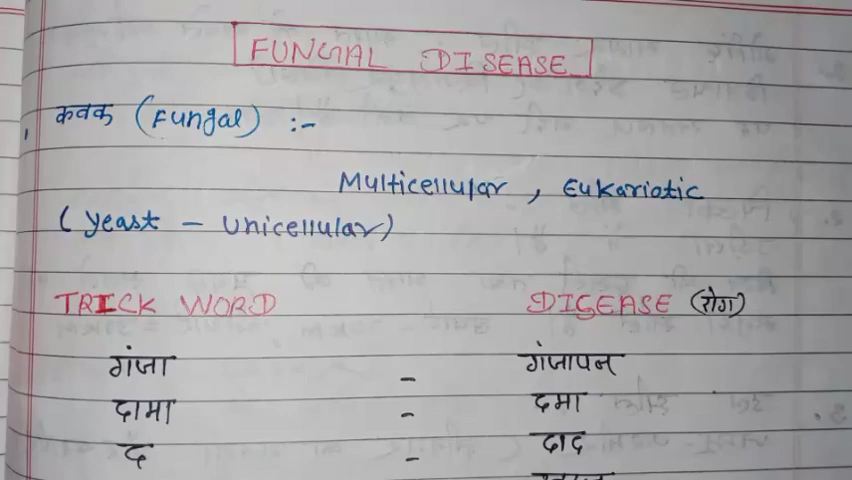 FUNGAL DISEASE
कवक (Fungal) :-
Multicellular, Eukariotic
(yeast - Unicellular)
TRICK WORD DISEASE (रोग)
गंजा - गंजापन
दामा - दमा
द - दाद